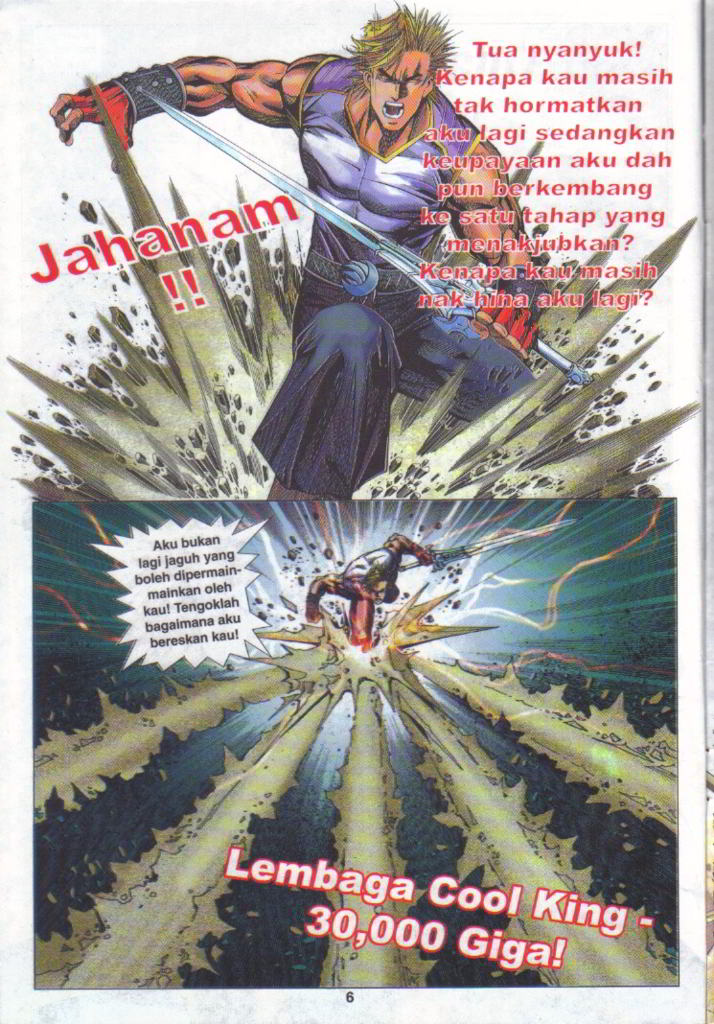 Tua nyanyuk!
Kenapa kau masih
tak hormatkan
aku lagi sedangkan
keupayaan aku dah
pun berkembang
ke satu tahap yang
menakjubkan?
Kenapa kau masih
nak hina aku lagi?
Jahanam
!!
Aku bukan
lagi jaguh yang
boleh dipermain-
mainkan oleh
kau! Tengoklah
bagaimana aku
bereskan kau!
Lembaga Cool King -
30,000 Giga!
6